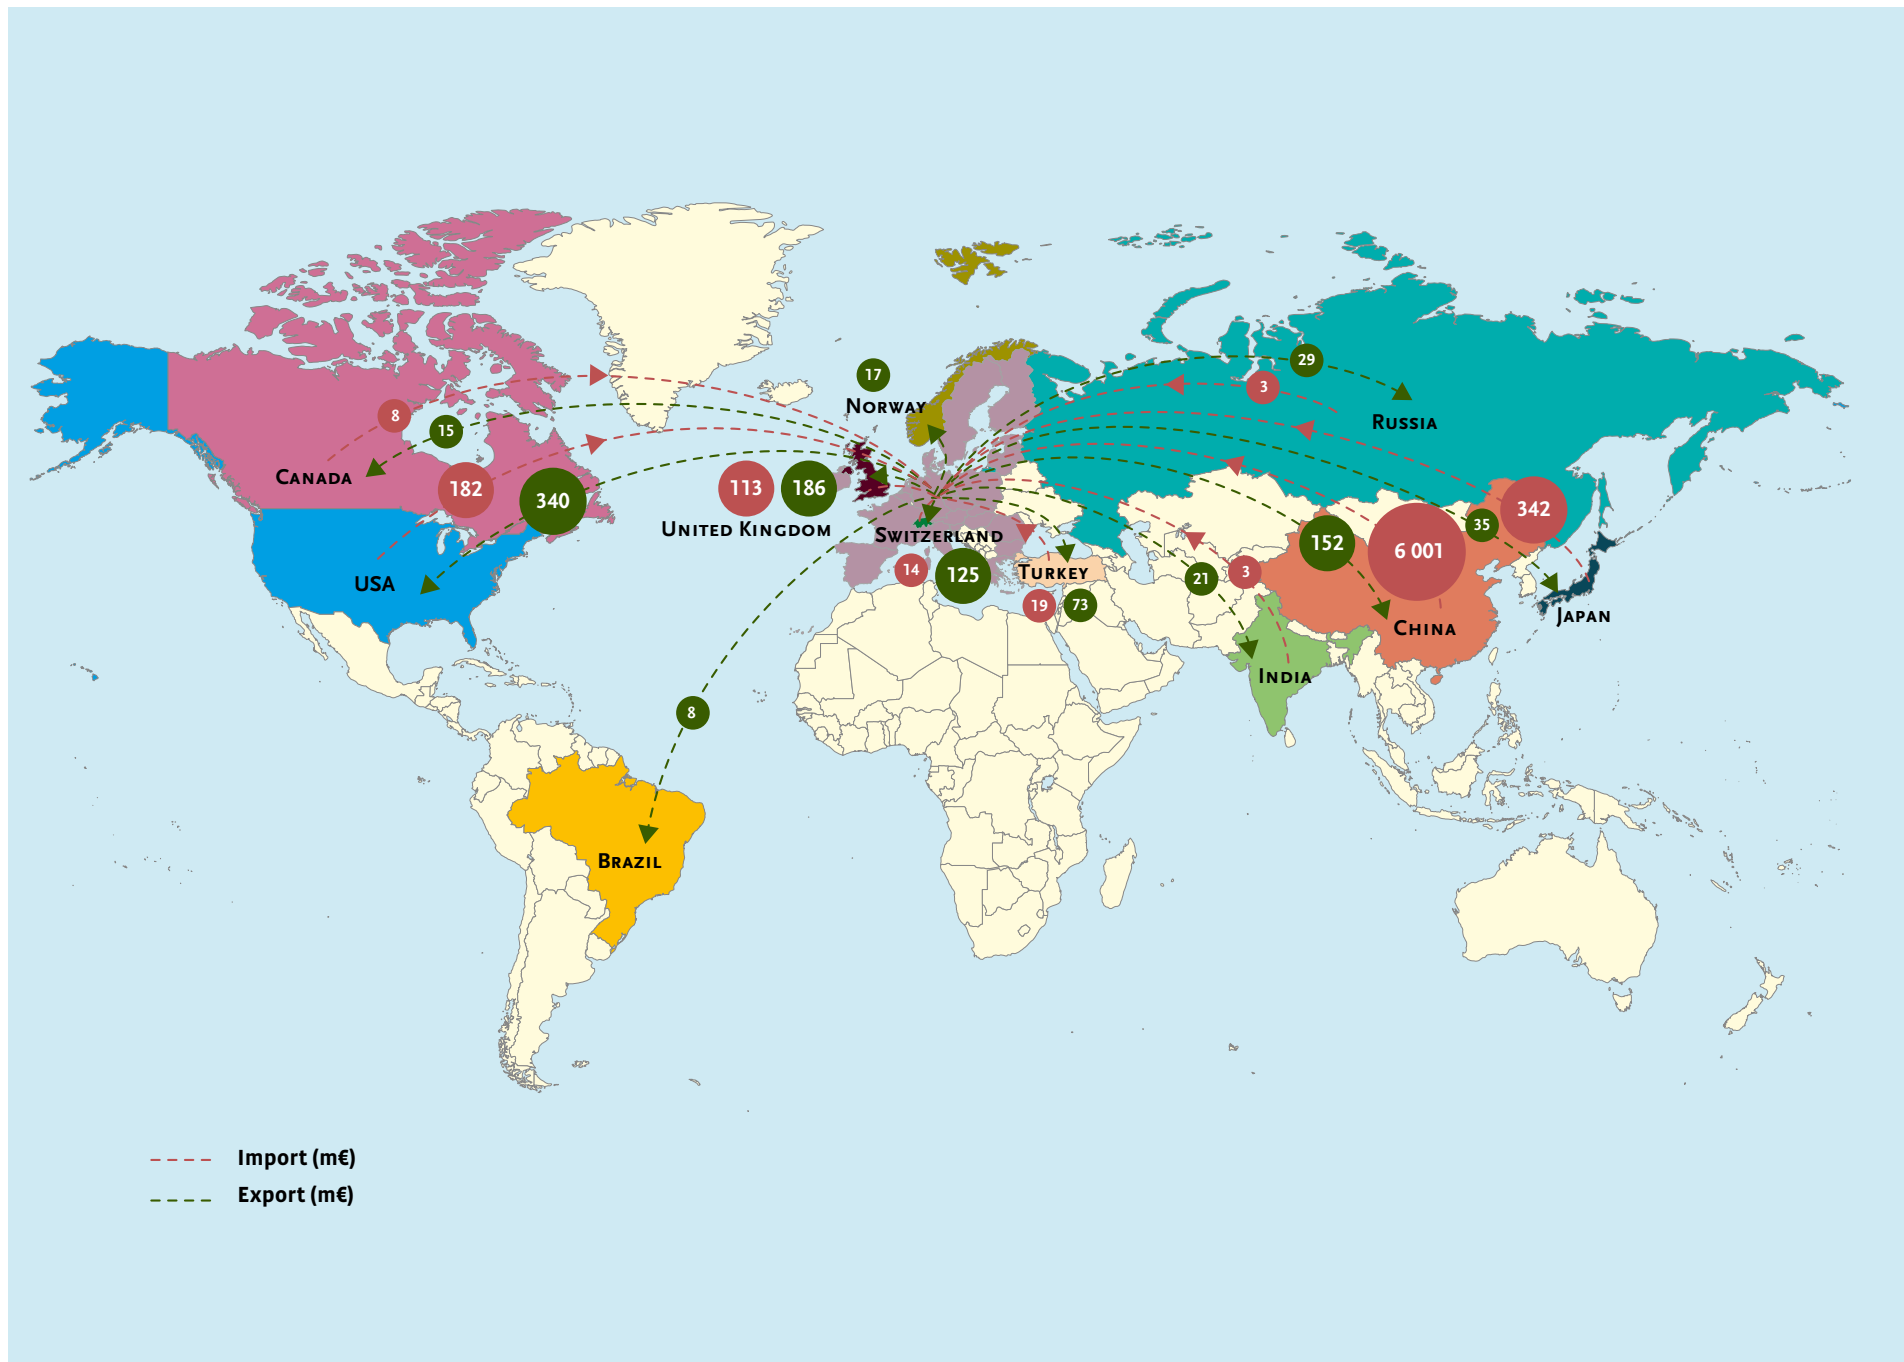 17
NORWAY
29
3
RUSSIA
8
15
CANADA
182
340
113
186
UNITED KINGDOM
SWITZERLAND
14
125
TURKEY
19
73
21
3
152
6 001
35
342
USA
JAPAN
CHINA
INDIA
8
BRAZIL
Import (m€)
Export (m€)